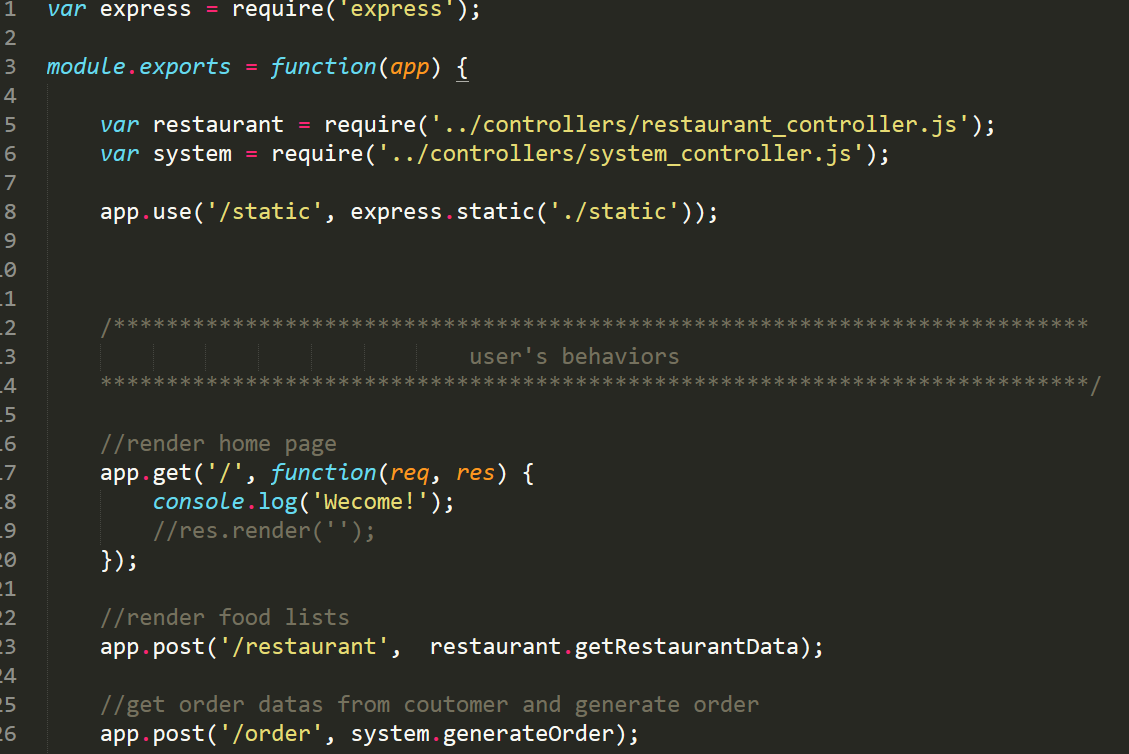 1 var express = require('express');
2
3 module.exports = function(app) {
4
5 var restaurant = require('../controllers/restaurant_controller.js');
6 var system = require('../controllers/system_controller.js');
7
8 app.use('/static', express.static('./static'));
9
10
11
12 /**************************************************************************
13 user's behaviors
14 ***************************************************************************/
15
16 //render home page
17 app.get('/', function(req, res) {
18 console.log('Wecome!');
19 //res.render('');
20 });
21
22 //render food lists
23 app.post('/restaurant',  restaurant.getRestaurantData);
24
25 //get order datas from coutomer and generate order
26 app.post('/order', system.generateOrder);